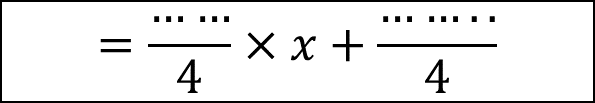 = ... .../4 × x + ... ... . ./4